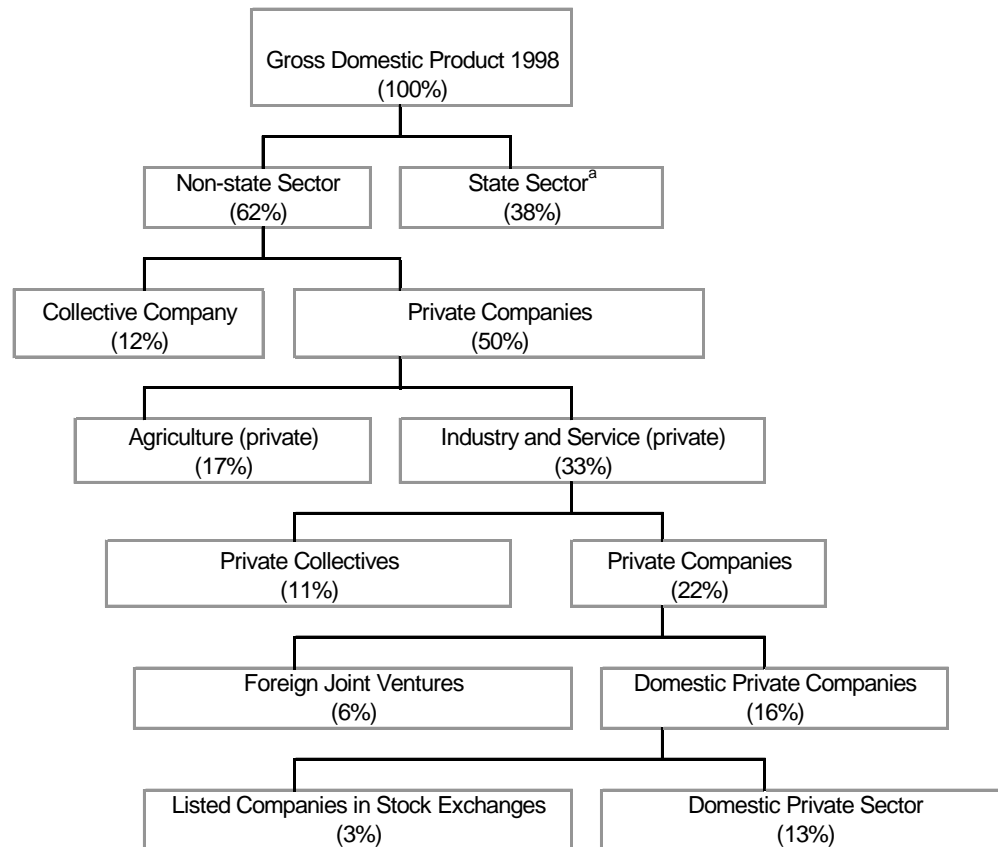 Gross Domestic Product 1998
(100%)
Non-state Sector
(62%)
State Sectorᵃ
(38%)
Collective Company
(12%)
Private Companies
(50%)
Agriculture (private)
(17%)
Industry and Service (private)
(33%)
Private Collectives
(11%)
Private Companies
(22%)
Foreign Joint Ventures
(6%)
Domestic Private Companies
(16%)
Listed Companies in Stock Exchanges
(3%)
Domestic Private Sector
(13%)